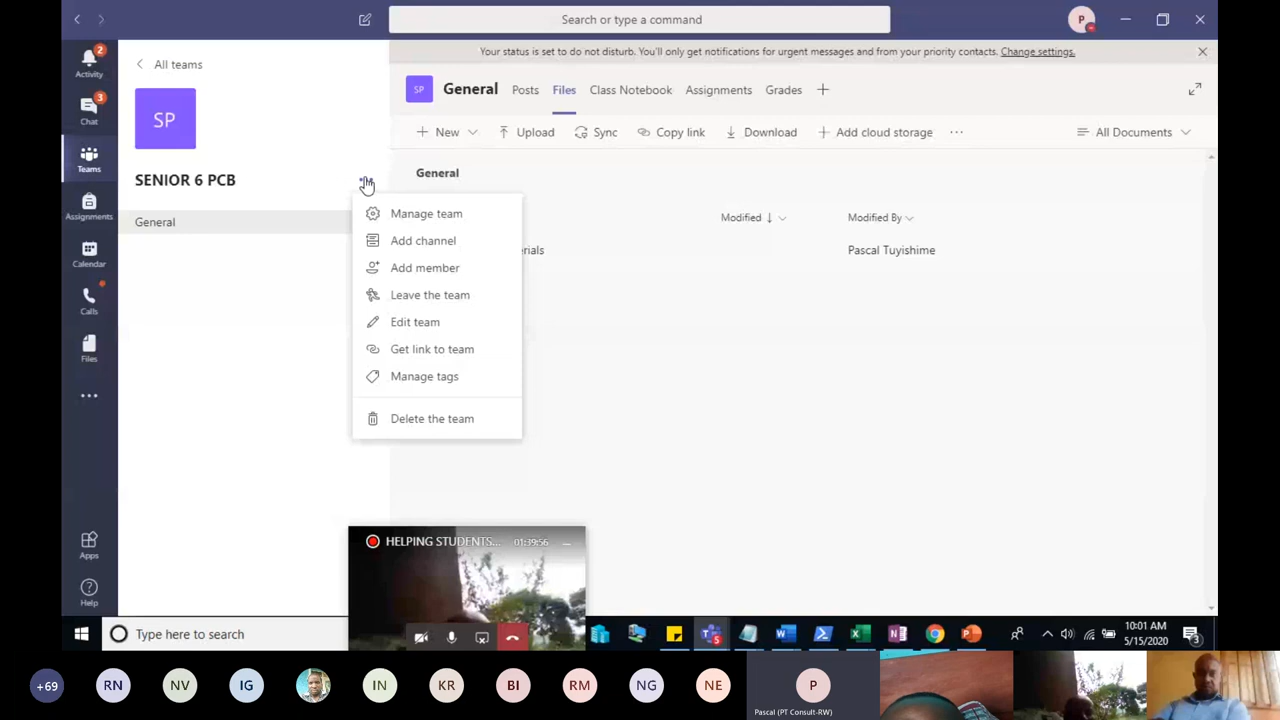 Search or type a command
P
Your status is set to do not disturb. You'll only get notifications for urgent messages and from your priority contacts. Change settings.
2
Activity
3
Chat
Teams
Assignments
Calendar
Calls
Files
Apps
Help
All teams
SP
SENIOR 6 PCB
General
SP
General
Posts
Files
Class Notebook
Assignments
Grades
New
Upload
Sync
Copy link
Download
Add cloud storage
All Documents
General
Modified
Modified By
erials
Pascal Tuyishime
Manage team
Add channel
Add member
Leave the team
Edit team
Get link to team
Manage tags
Delete the team
HELPING STUDENTS...
01:39:56
Type here to search
5
10:01 AM
5/15/2020
3
+69
RN
NV
IG
IN
KR
BI
RM
NG
NE
P
Pascal (PT Consult-RW)